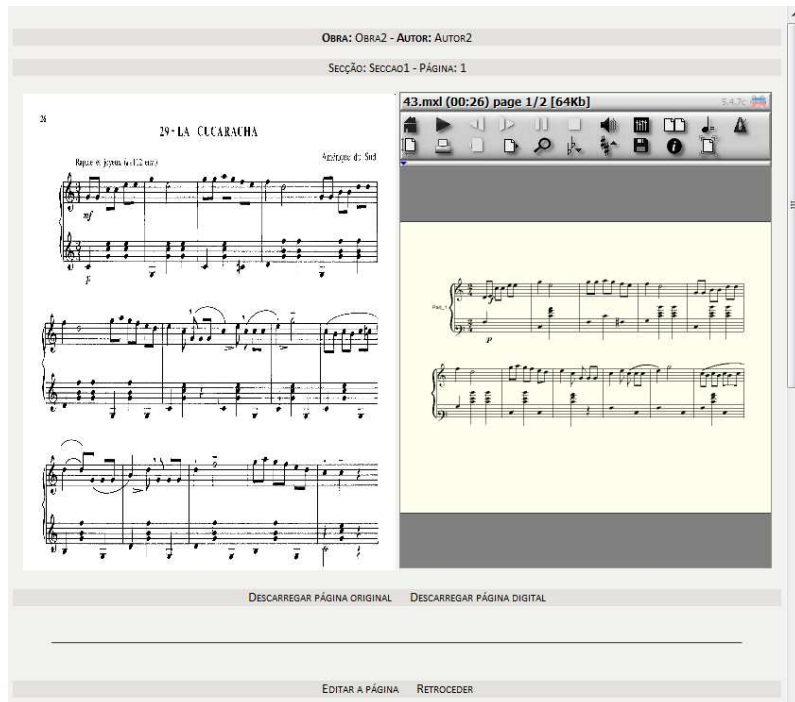 OBRA: OBRA2 - AUTOR: AUTOR2
SECÇÃO: SECCAO1 - PÁGINA: 1
26
29 - LA CUCARACHA
Amérique du Sud
mf
p
43.mxl (00:26) page 1/2 [64Kb]
5.4.7c
p
DESCARREGAR PÁGINA ORIGINAL DESCARREGAR PÁGINA DIGITAL
EDITAR A PÁGINA RETROCEDER